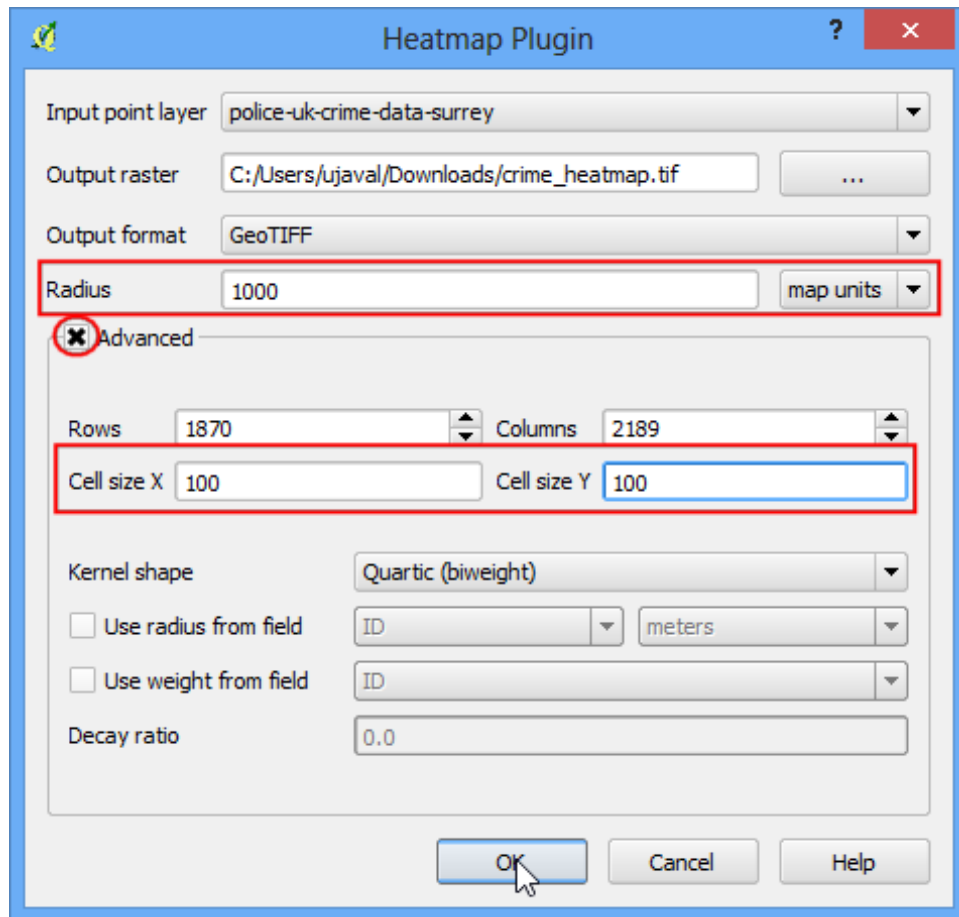 Heatmap Plugin
?
Input point layer police-uk-crime-data-surrey
Output raster C:/Users/ujaval/Downloads/crime_heatmap.tif ...
Output format GeoTIFF
Radius 1000 map units
Advanced
Rows 1870 Columns 2189
Cell size X 100 Cell size Y 100
Kernel shape Quartic (biweight)
Use radius from field ID meters
Use weight from field ID
Decay ratio 0.0
OK Cancel Help